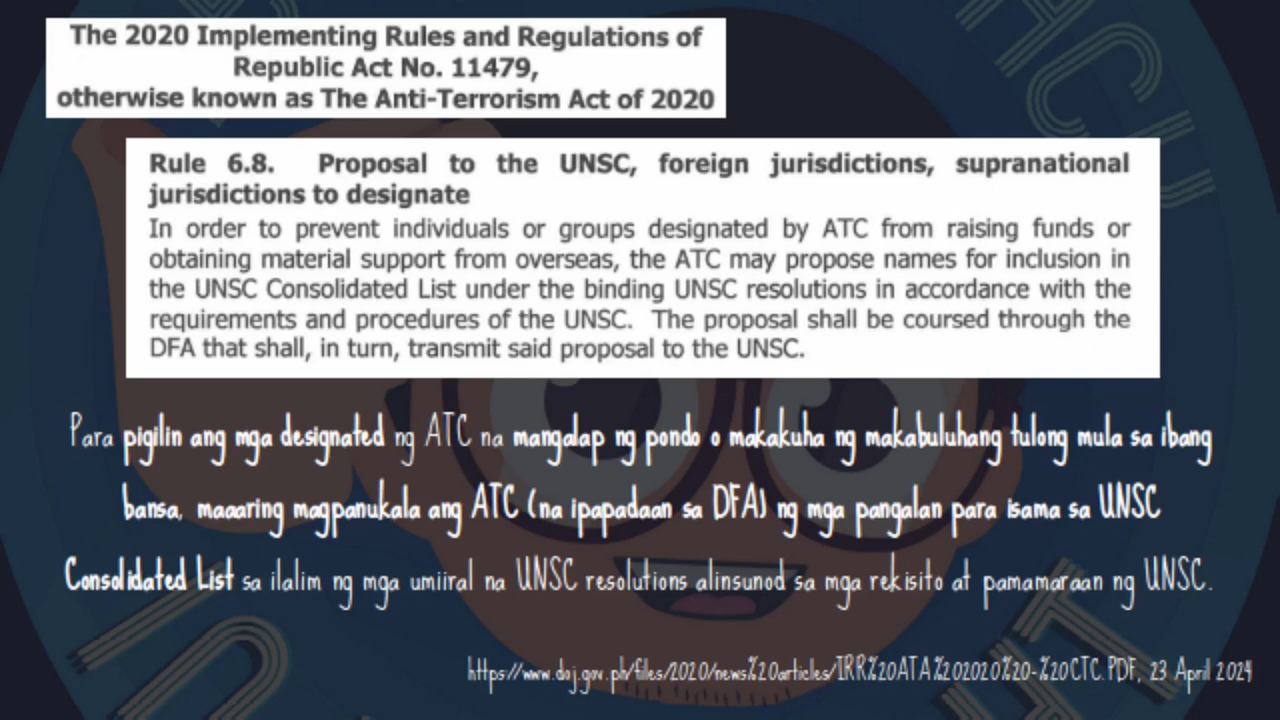 The 2020 Implementing Rules and Regulations of
Republic Act No. 11479,
otherwise known as The Anti-Terrorism Act of 2020
Rule 6.8. Proposal to the UNSC, foreign jurisdictions, supranational
jurisdictions to designate
In order to prevent individuals or groups designated by ATC from raising funds or
obtaining material support from overseas, the ATC may propose names for inclusion in
the UNSC Consolidated List under the binding UNSC resolutions in accordance with the
requirements and procedures of the UNSC. The proposal shall be coursed through the
DFA that shall, in turn, transmit said proposal to the UNSC.
Para pigilin ang mga designated ng ATC na mangalap ng pondo o makakuha ng makabuluhang tulong mula sa ibang
bansa, maaaring magpanukala ang ATC (na ipapadaan sa DFA) ng mga pangalan para isama sa UNSC
Consolidated List sa ilalim ng mga umiiral na UNSC resolutions alinsunod sa mga rekisito at pamamaraan ng UNSC.
https://www.doj.gov.ph/files/2020/news%20articles/IRR%20ATA%202020%20-%20CTC.PDF, 23 April 2024